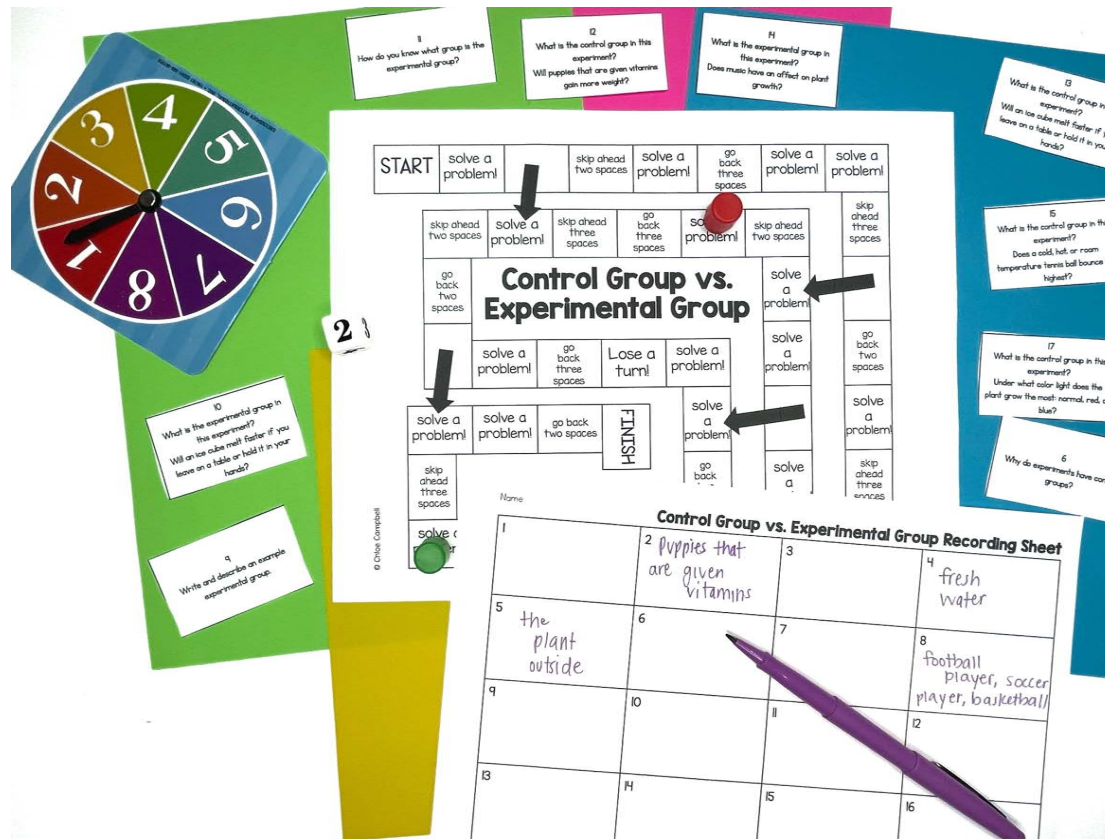 11
How do you know what group is the
experimental group?
12
What is the control group in this
experiment?
Will puppies that are given vitamins
gain more weight?
14
What is the experimental group in
this experiment?
Does music have an affect on plant
growth?
13
What is the control group in
experiment?
Will an ice cube melt faster if
leave on a table or hold it in your
hands?
15
What is the control group in this
experiment?
Does a cold, hot, or room
temperature tennis ball bounce
highest?
17
What is the control group in this
experiment?
Under what color light does the
plant grow the most: normal, red,
blue?
6
Why do experiments have
groups?
10
What is the experimental group in
this experiment?
Will an ice cube melt faster if you
leave on a table or hold it in your
hands?
9
Write and describe an example
experimental group.
1
2
3
4
5
6
7
8
2
START
solve a
problem!
skip ahead
two spaces
solve a
problem!
go
back
three
spaces
solve a
problem!
solve a
problem!
skip
ahead
three
spaces
go
back two
spaces
solve
a
problem!
skip
ahead
three
spaces
skip ahead
two spaces
solve a
problem!
skip ahead
three
spaces
go
back
three
spaces
problem!
skip ahead
two spaces
solve
a
problem!
solve
a
problem!
solve
a
go
back
two
spaces
Control Group vs.
Experimental Group
solve a
problem!
go
back
three
spaces
Lose a
turn!
solve a
problem!
solve
a
problem!
go
back
solve a
problem!
solve a
problem!
go back
two spaces
FINISH
skip
ahead
three
spaces
solve
© Chloe Campbell
Name
Control Group vs. Experimental Group Recording Sheet
1
2 puppies that
are given
vitamins
3
4
fresh
water
5
the
plant
outside
6
7
8
football
player, soccer
player, basketball
9
10
11
12
13
14
15
16